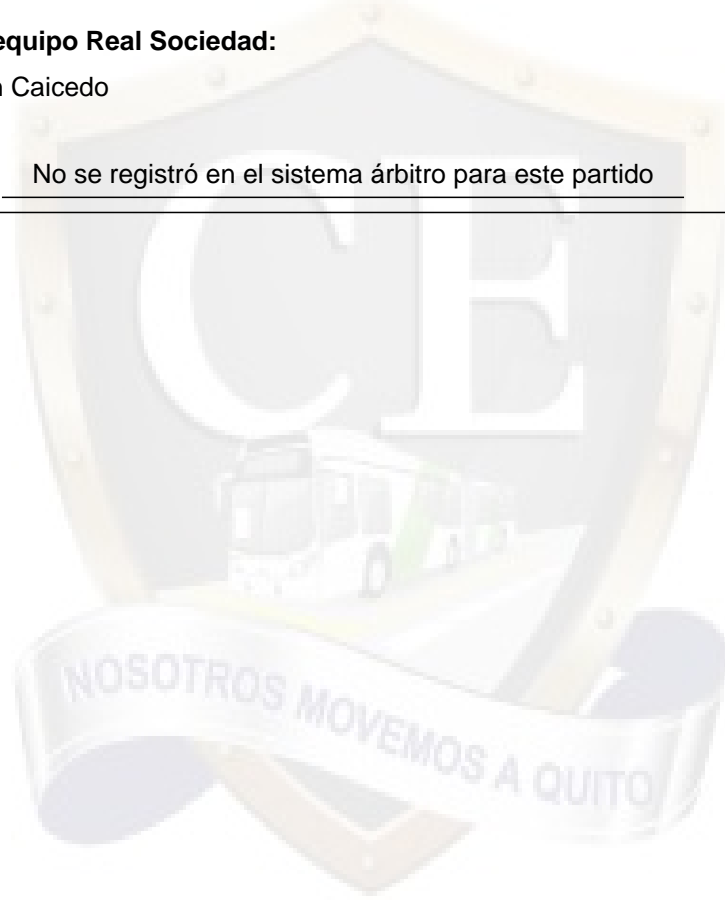 equipo Real Sociedad:
Caicedo
No se registró en el sistema árbitro para este partido
CE
NOSOTROS MOVEMOS A QUITO